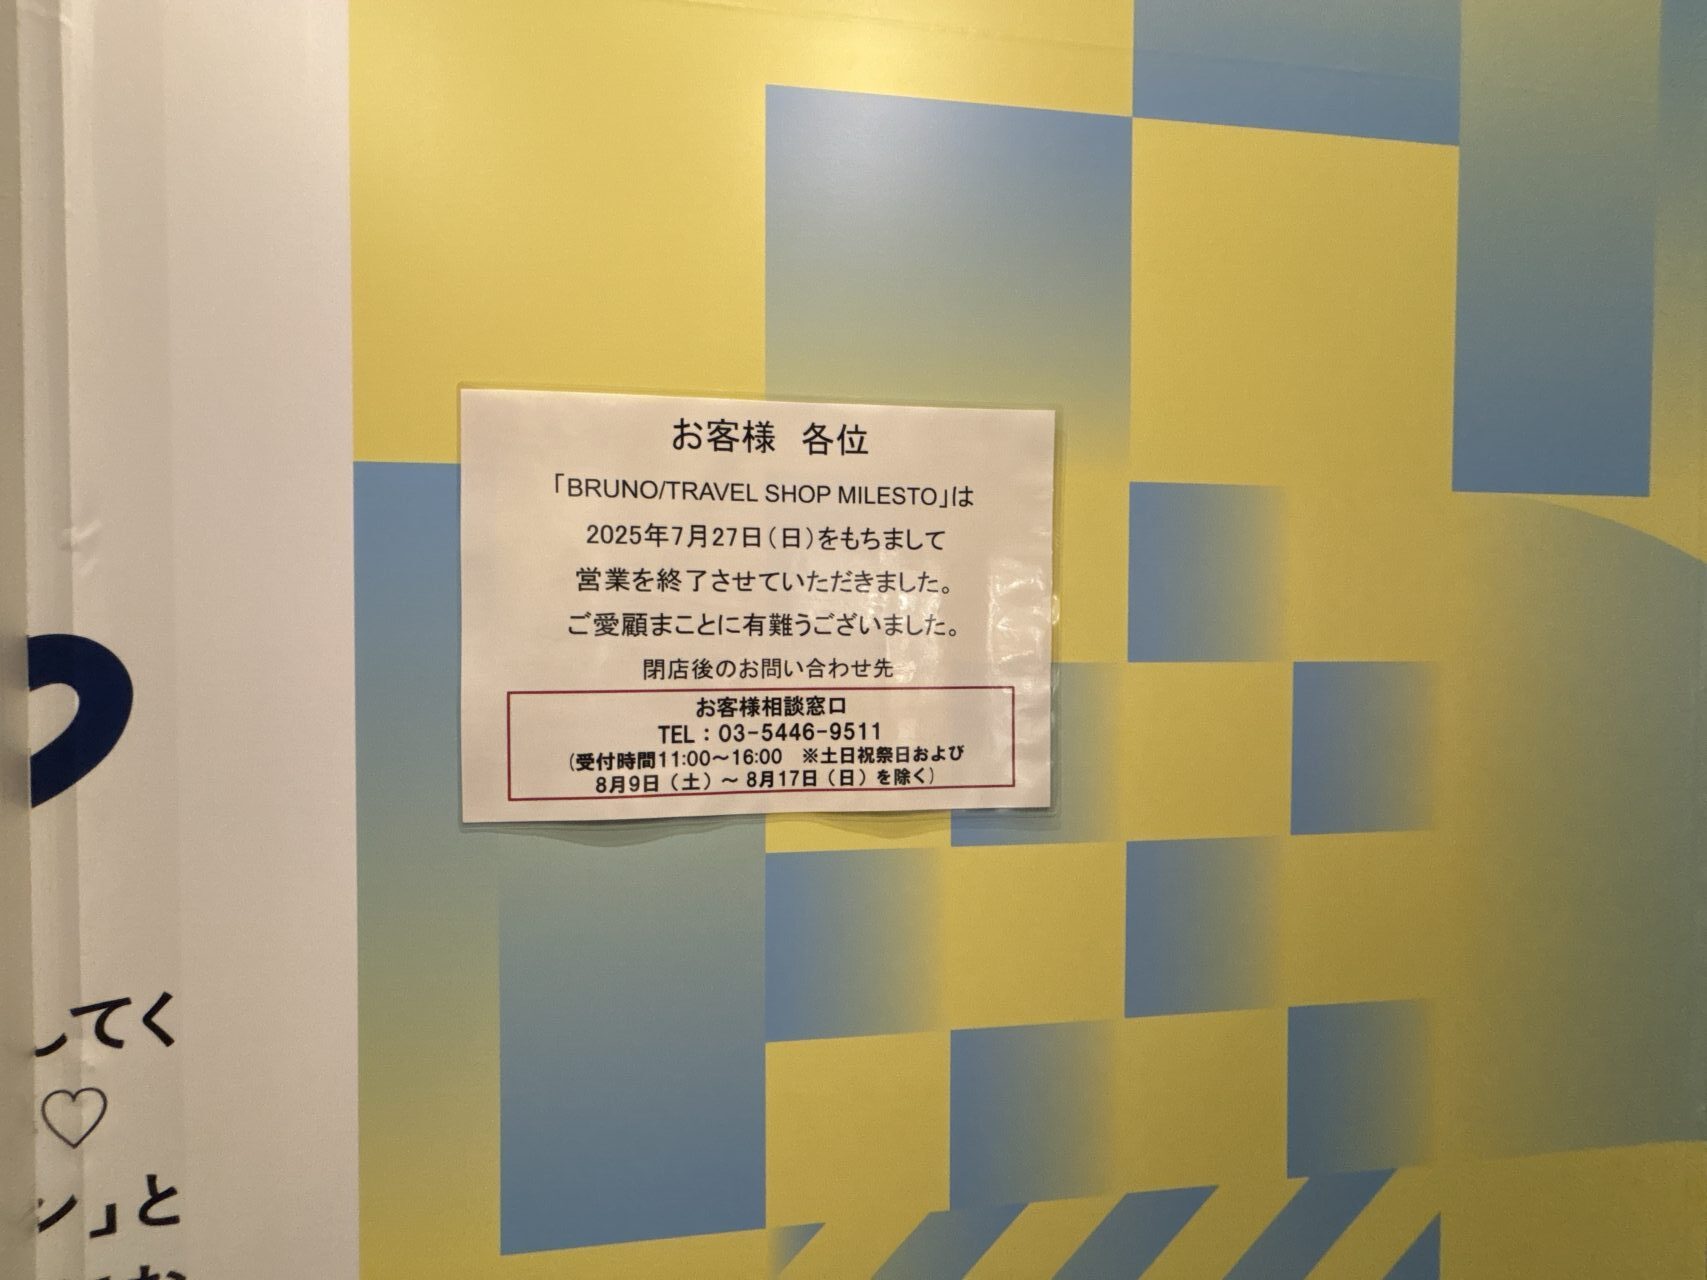 お客様 各位
「BRUNO/TRAVEL SHOP MILESTO」は
2025年7月27日(日)をもちまして
営業を終了させていただきました。
ご愛顧まことに有難うございました。
閉店後のお問い合わせ先
お客様相談窓口
TEL:03-5446-9511
(受付時間11:00~16:00 ※土日祝祭日および
8月9日(土)~ 8月17日(日)を除く)
してく
♡
ン」と